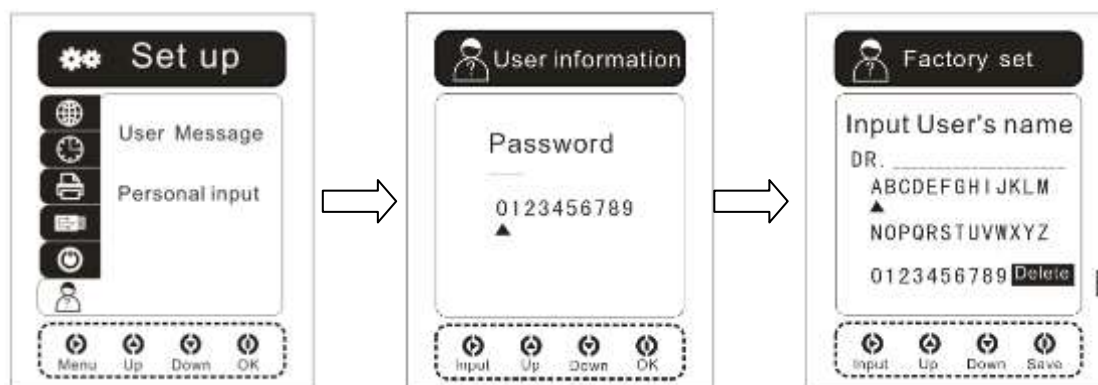 Set up
User Message
Personal input
Menu Up Down OK
User information
Password
0123456789
Input Up Down OK
Factory set
Input User's name
DR.
ABCDEFGHIJKLM
NOPQRSTUVWXYZ
0123456789 Delete
Input Up Down Save